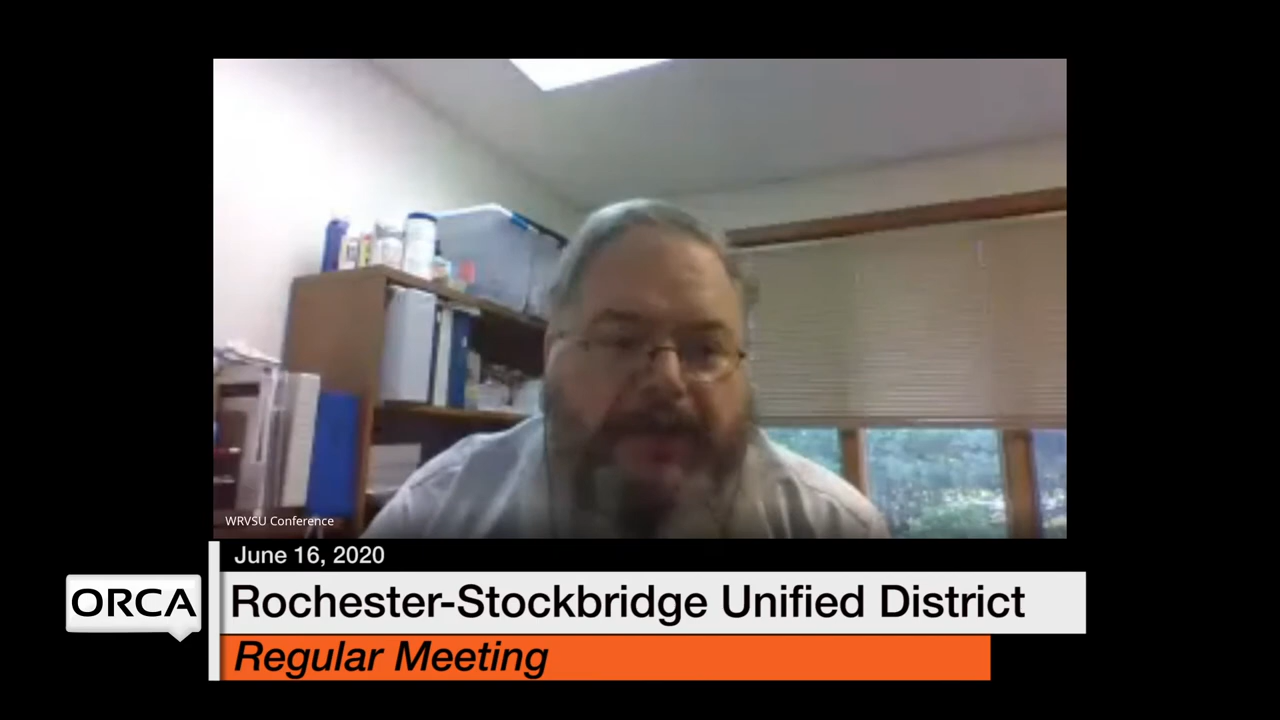 WRVSU Conference
June 16, 2020
ORCA
Rochester-Stockbridge Unified District
Regular Meeting